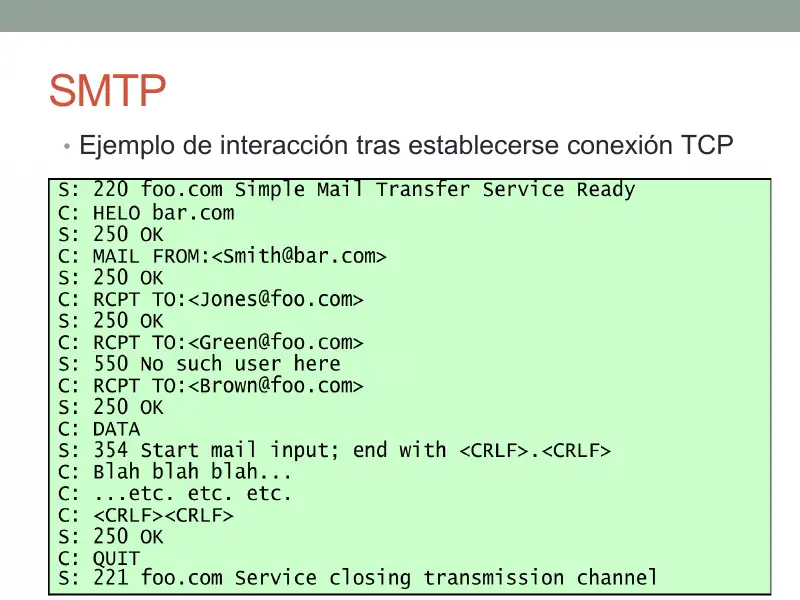 SMTP
• Ejemplo de interacción tras establecerse conexión TCP
S: 220 foo.com Simple Mail Transfer Service Ready
C: HELO bar.com
S: 250 OK
C: MAIL FROM:<Smith@bar.com>
S: 250 OK
C: RCPT TO:<Jones@foo.com>
S: 250 OK
C: RCPT TO:<Green@foo.com>
S: 550 No such user here
C: RCPT TO:<Brown@foo.com>
S: 250 OK
C: DATA
S: 354 Start mail input; end with <CRLF>.<CRLF>
C: Blah blah blah...
C: ...etc. etc. etc.
C: <CRLF><CRLF>
S: 250 OK
C: QUIT
S: 221 foo.com Service closing transmission channel